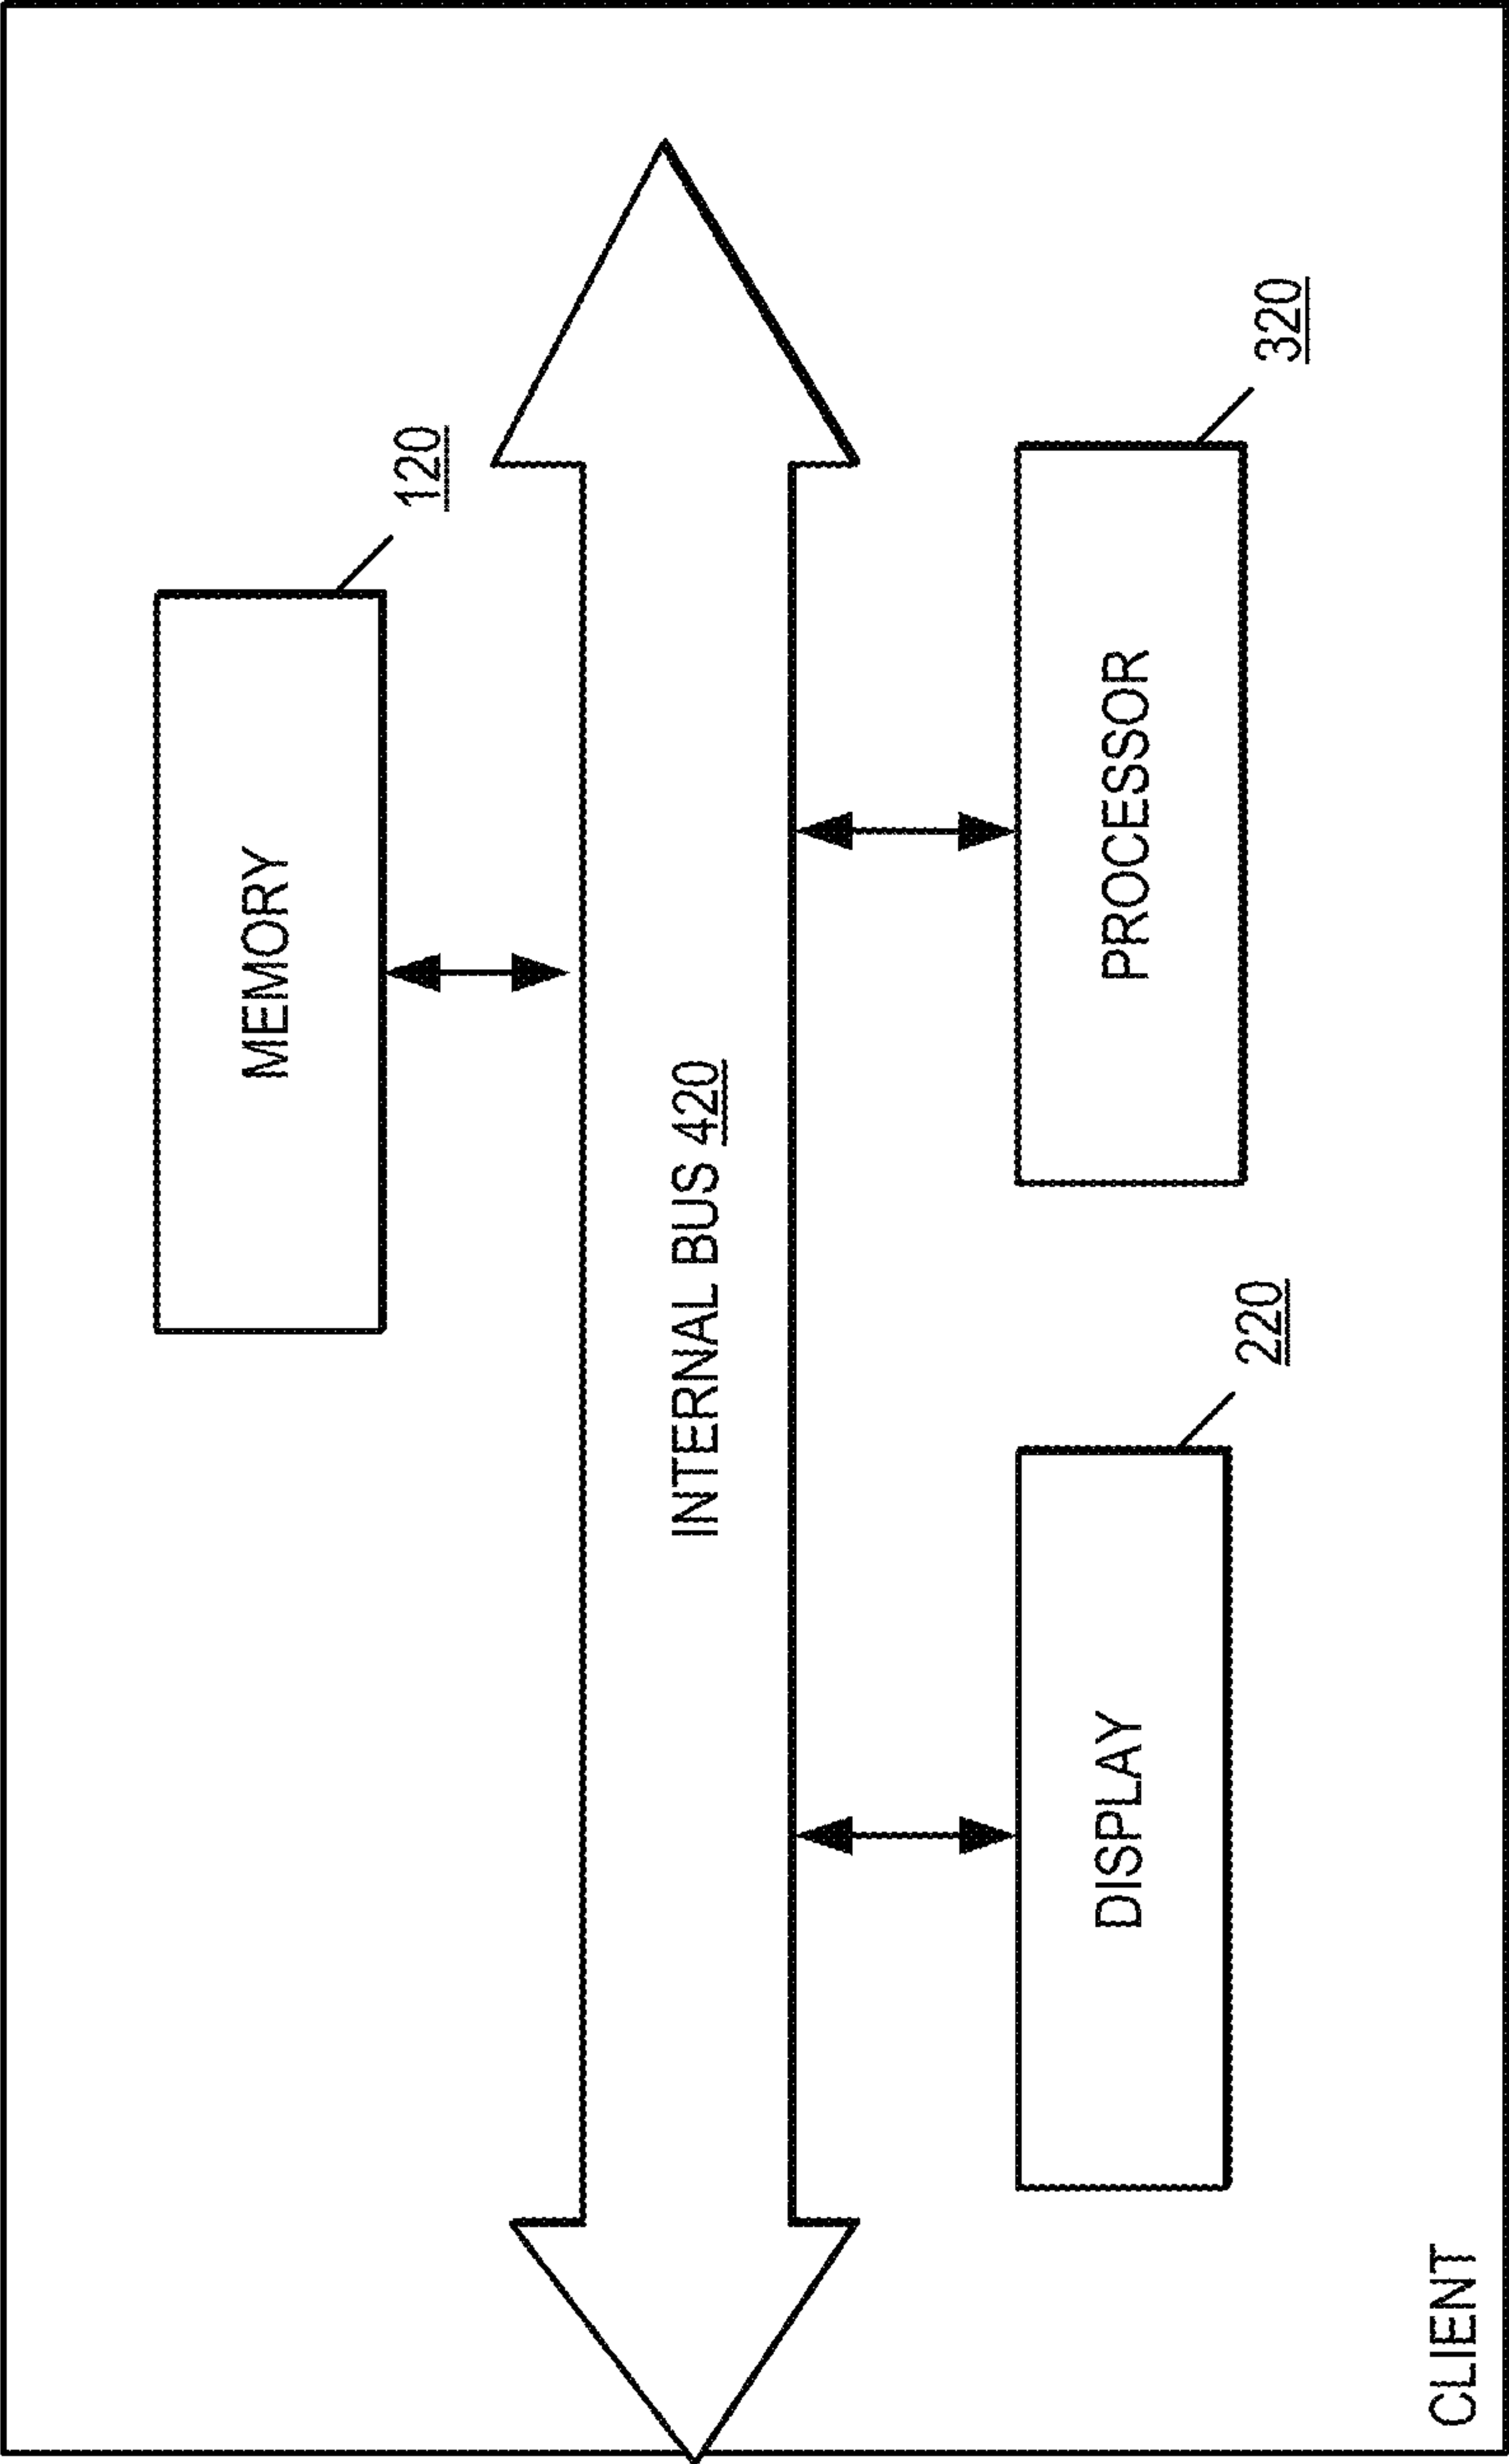 MEMORY
120
INTERNAL BUS 420
DISPLAY
220
PROCESSOR
320
CLIENT